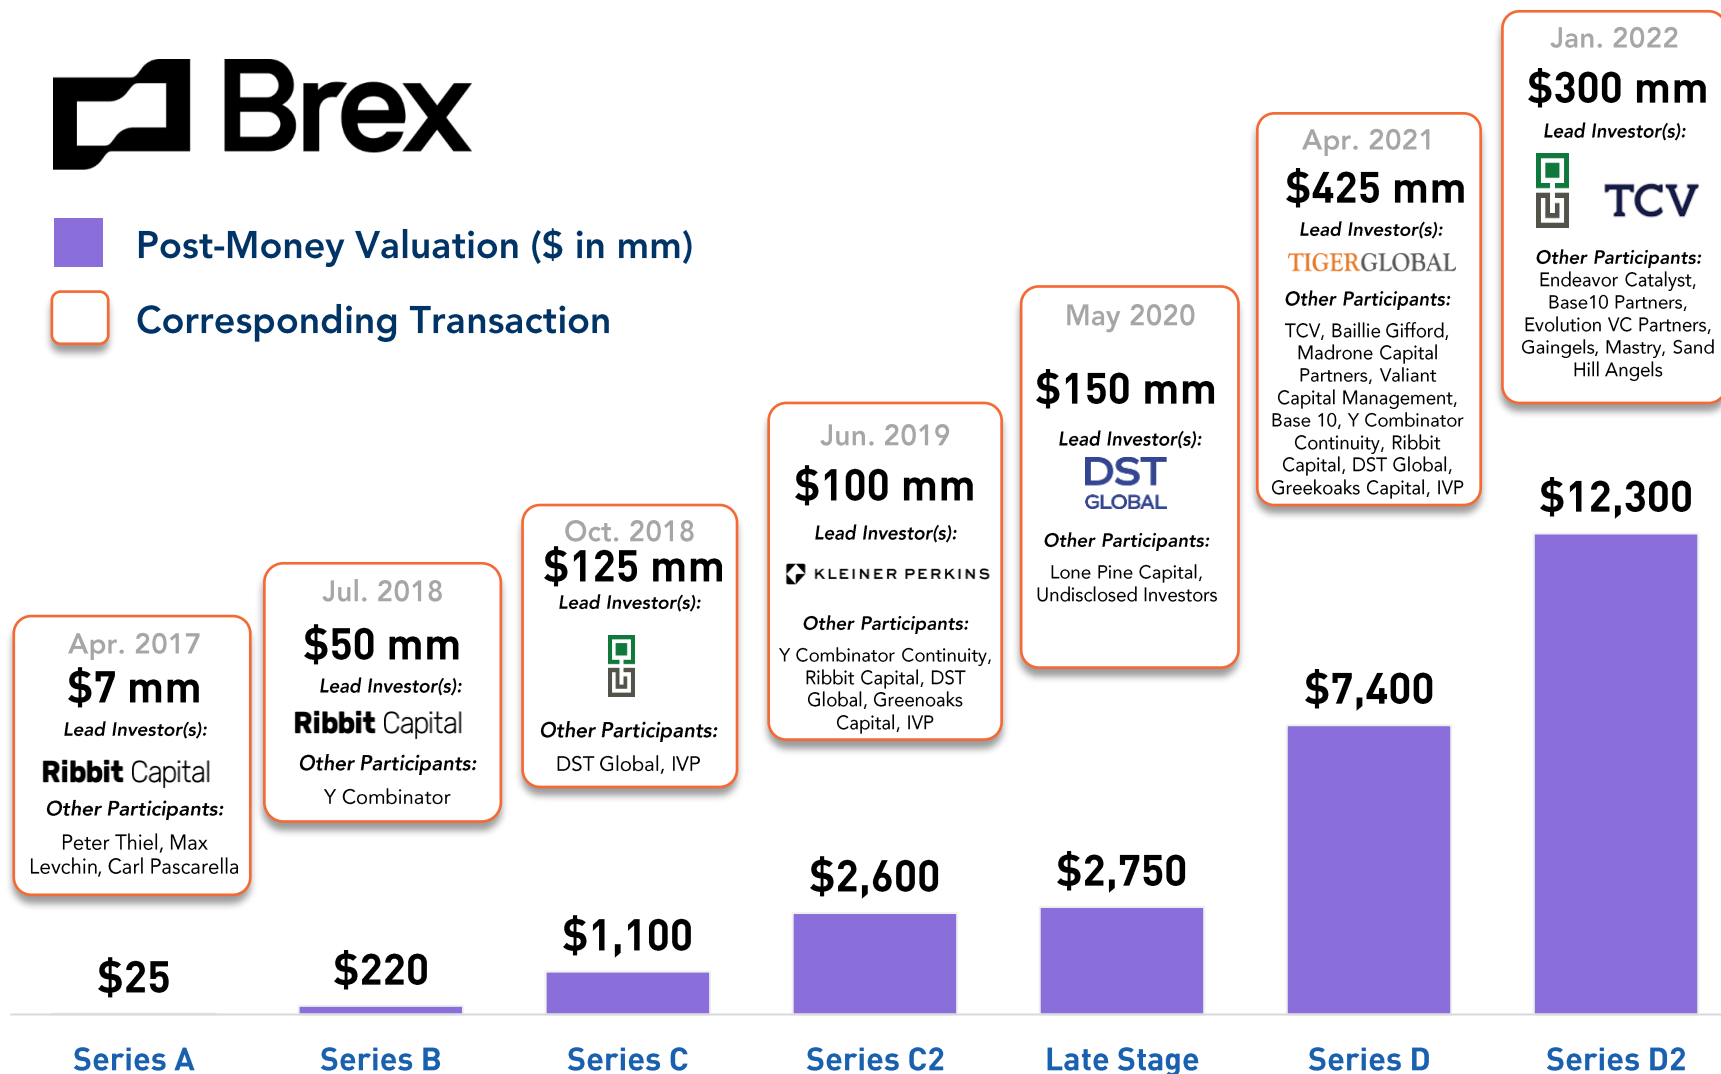 Brex
Post-Money Valuation ($ in mm)
Corresponding Transaction
Apr. 2017
$7 mm
Lead Investor(s):
Ribbit Capital
Other Participants:
Peter Thiel, Max
Levchin, Carl Pascarella
$25
Series A
Jul. 2018
$50 mm
Lead Investor(s):
Ribbit Capital
Other Participants:
Y Combinator
$220
Series B
Oct. 2018
$125 mm
Lead Investor(s):
Other Participants:
DST Global, IVP
$1,100
Series C
Jun. 2019
$100 mm
Lead Investor(s):
KLEINER PERKINS
Other Participants:
Y Combinator Continuity,
Ribbit Capital, DST
Global, Greenoaks
Capital, IVP
$2,600
Series C2
May 2020
$150 mm
Lead Investor(s):
DST
GLOBAL
Other Participants:
Lone Pine Capital,
Undisclosed Investors
$2,750
Late Stage
Apr. 2021
$425 mm
Lead Investor(s):
TIGERGLOBAL
Other Participants:
TCV, Baillie Gifford,
Madrone Capital
Partners, Valiant
Capital Management,
Base 10, Y Combinator
Continuity, Ribbit
Capital, DST Global,
Greekoaks Capital, IVP
$7,400
Series D
Jan. 2022
$300 mm
Lead Investor(s):
TCV
Other Participants:
Endeavor Catalyst,
Base10 Partners,
Evolution VC Partners,
Gaingels, Mastry, Sand
Hill Angels
$12,300
Series D2